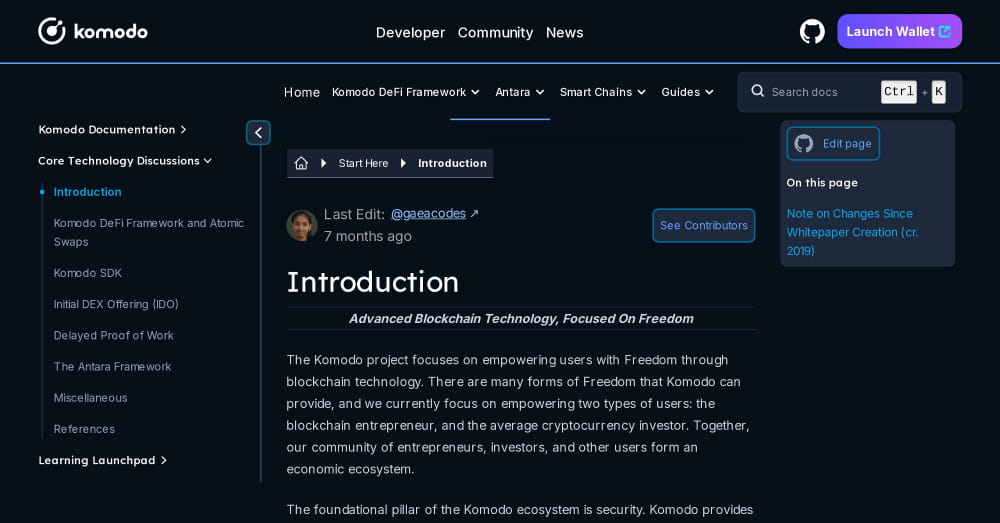 komodo
Developer Community News
Launch Wallet
Home Komodo DeFi Framework Antara Smart Chains Guides
Search docs Ctrl + K
Komodo Documentation
Core Technology Discussions
Introduction
Komodo DeFi Framework and Atomic
Swaps
Komodo SDK
Initial DEX Offering (IDO)
Delayed Proof of Work
The Antara Framework
Miscellaneous
References
Learning Launchpad
Start Here Introduction
Last Edit: @gaeacodes ↗
7 months ago
See Contributors
Introduction
Advanced Blockchain Technology, Focused On Freedom
The Komodo project focuses on empowering users with Freedom through
blockchain technology. There are many forms of Freedom that Komodo can
provide, and we currently focus on empowering two types of users: the
blockchain entrepreneur, and the average cryptocurrency investor. Together,
our community of entrepreneurs, investors, and other users form an
economic ecosystem.
The foundational pillar of the Komodo ecosystem is security. Komodo provides
Edit page
On this page
Note on Changes Since
Whitepaper Creation (cr.
2019)